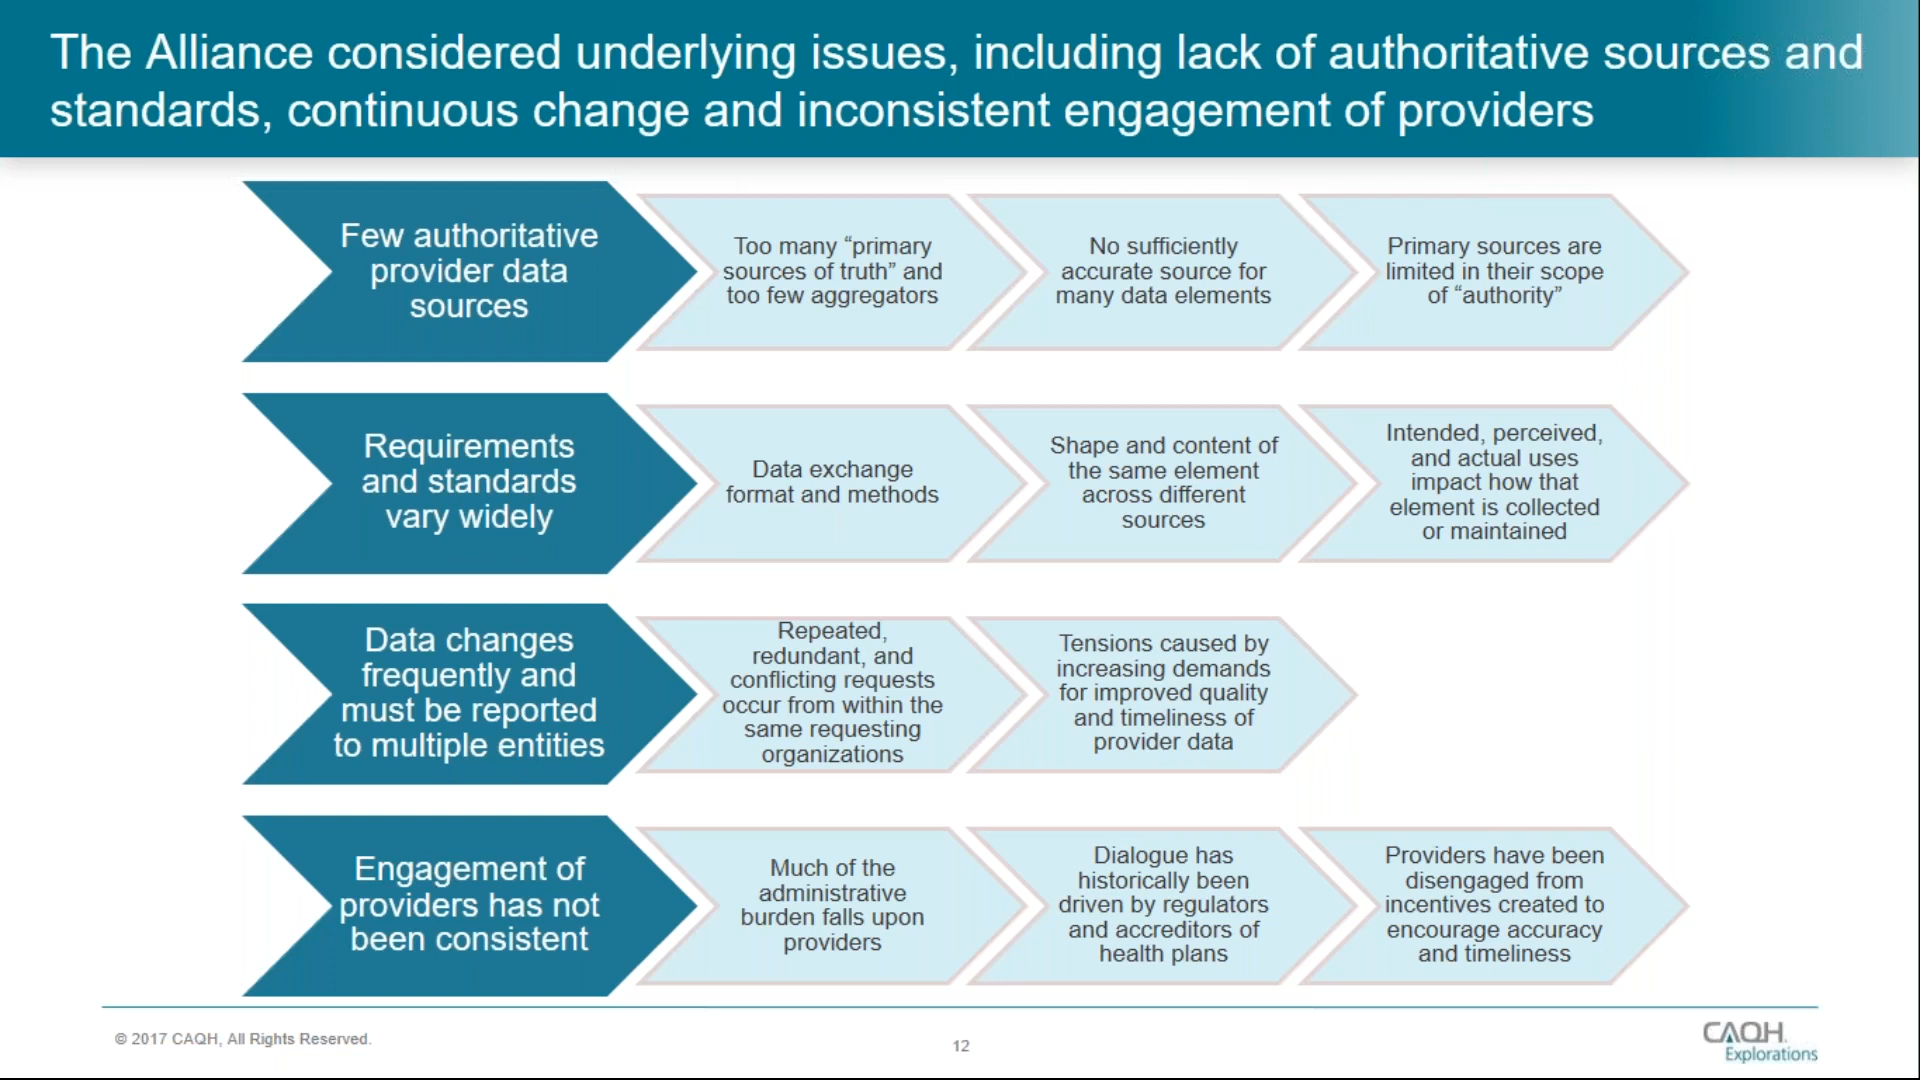 The Alliance considered underlying issues, including lack of authoritative sources and
standards, continuous change and inconsistent engagement of providers
Few authoritative
provider data
sources
Too many “primary
sources of truth” and
too few aggregators
No sufficiently
accurate source for
many data elements
Primary sources are
limited in their scope
of “authority”
Requirements
and standards
vary widely
Data exchange
format and methods
Shape and content of
the same element
across different
sources
Intended, perceived,
and actual uses
impact how that
element is collected
or maintained
Data changes
frequently and
must be reported
to multiple entities
Repeated,
redundant, and
conflicting requests
occur from within the
same requesting
organizations
Tensions caused by
increasing demands
for improved quality
and timeliness of
provider data
Engagement of
providers has not
been consistent
Much of the
administrative
burden falls upon
providers
Dialogue has
historically been
driven by regulators
and accreditors of
health plans
Providers have been
disengaged from
incentives created to
encourage accuracy
and timeliness
© 2017 CAQH, All Rights Reserved.
12
CAQH
Explorations